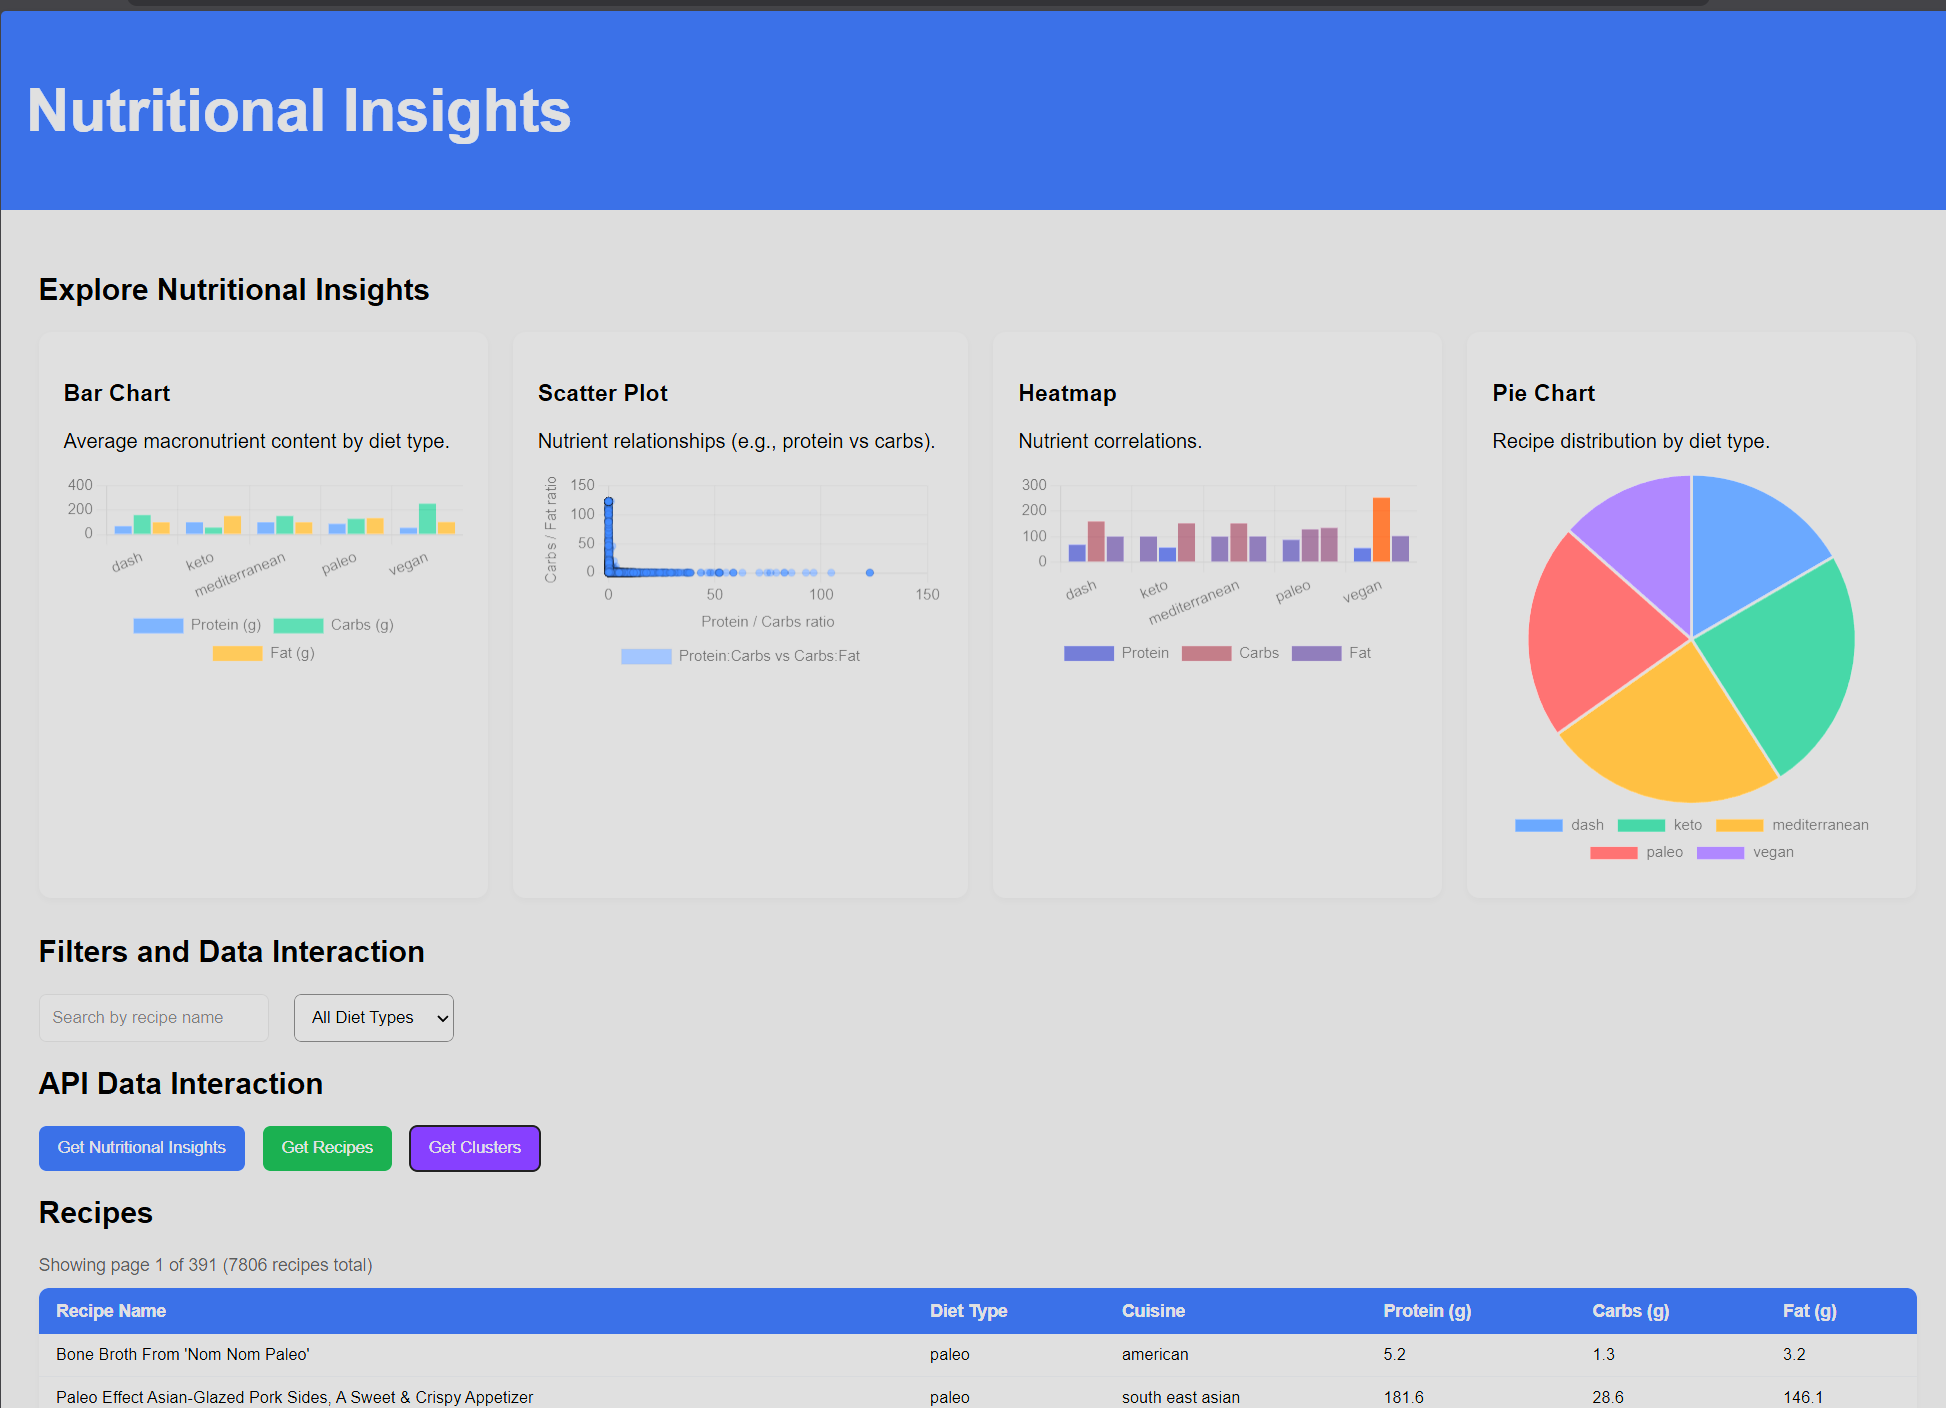 Nutritional Insights
Explore Nutritional Insights
Bar Chart
Average macronutrient content by diet type.
400
200
0
dash
keto
mediterranean
paleo
vegan
Protein (g)
Carbs (g)
Fat (g)
Scatter Plot
Nutrient relationships (e.g., protein vs carbs).
Carbs / Fat ratio
150
100
50
0
0
50
100
150
Protein / Carbs ratio
Protein:Carbs vs Carbs:Fat
Heatmap
Nutrient correlations.
300
200
100
0
dash
keto
mediterranean
paleo
vegan
Protein
Carbs
Fat
Pie Chart
Recipe distribution by diet type.
dash
keto
mediterranean
paleo
vegan
Filters and Data Interaction
Search by recipe name
All Diet Types
API Data Interaction
Get Nutritional Insights
Get Recipes
Get Clusters
Recipes
Showing page 1 of 391 (7806 recipes total)
Recipe Name Diet Type Cuisine Protein (g) Carbs (g) Fat (g)
Bone Broth From 'Nom Nom Paleo' paleo american 5.2 1.3 3.2
Paleo Effect Asian-Glazed Pork Sides, A Sweet & Crispy Appetizer paleo south east asian 181.6 28.6 146.1